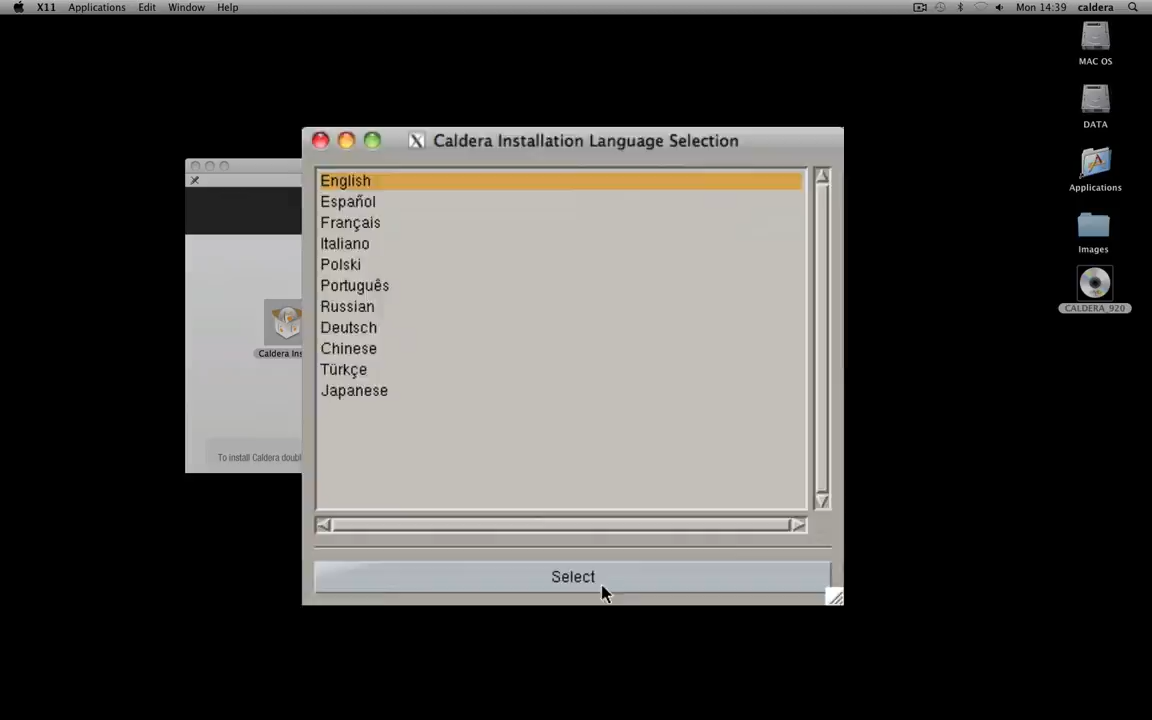 X11 Applications Edit Window Help
Mon 14:39 caldera
MAC OS
DATA
Applications
Images
CALDERA_920
X Caldera Installation Language Selection
English
Español
Français
Italiano
Polski
Português
Russian
Deutsch
Chinese
Türkçe
Japanese
Select
Caldera Ins
To install Caldera doubl